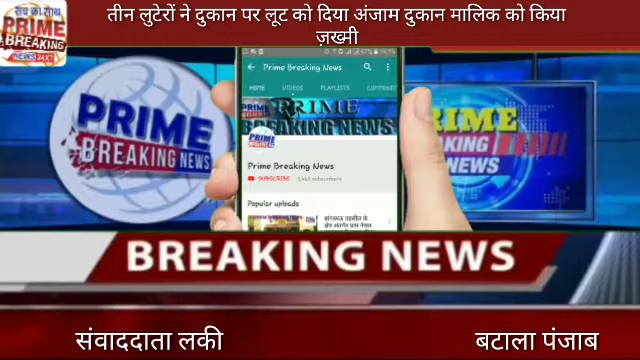 सच का साथ
PRIME
BREAKING
NEWS 24X7
तीन लुटेरों ने दुकान पर लूट को दिया अंजाम दुकान मालिक को किया
ज़ख्मी
PRIME
BREAKING NEWS
Prime Breaking News
HOME VIDEOS PLAYLISTS
PRIME
BREAKING NEWS
Prime Breaking News
SUBSCRIBE
Popular uploads
PRIME
BREAKING
NEWS
BREAKING NEWS
संवाददाता लकी
बटाला पंजाब